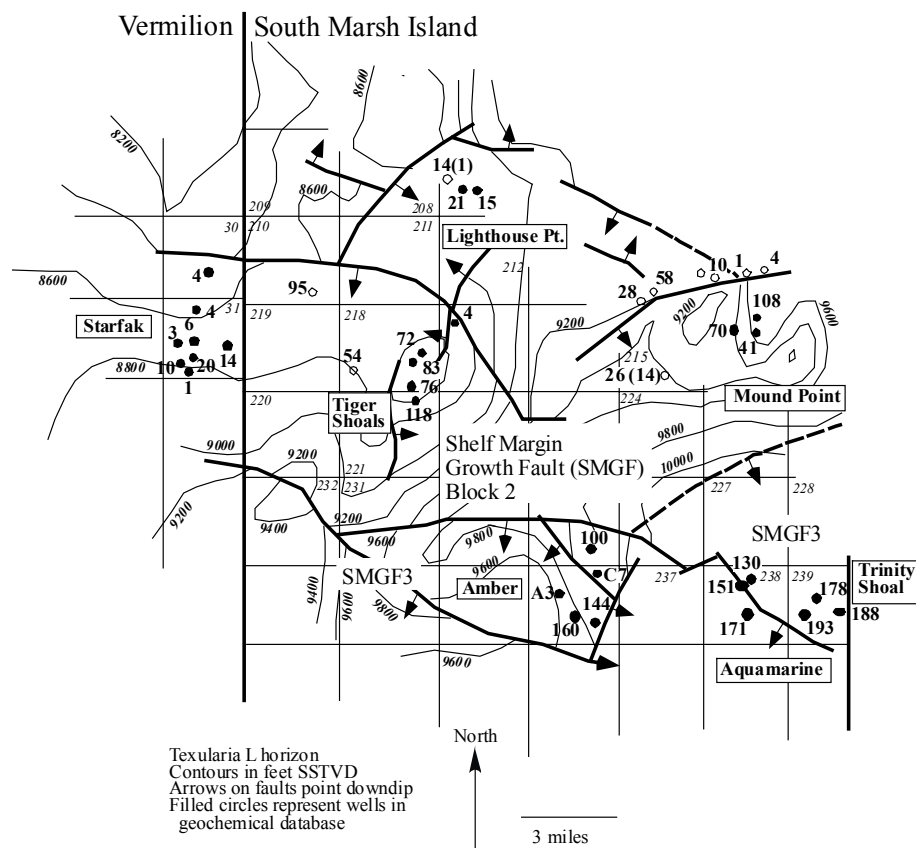 Vermilion South Marsh Island
8600
8600
8200
14(1)
8600
21 15
209
208
30 210
211
Lighthouse Pt.
212
10 1 4
4
8600
95
58
28
9200
9200
108
9600
31 219
218
4
4
Starfak
6
3
14
72
83
70
41
215
8800
10 20
1
54
76
26 (14)
220
118
224
Mound Point
Tiger
Shoals
9000
9200
9800
Shelf Margin
Growth Fault (SMGF)
Block 2
10000
221
232 231
227
228
9200
9400
9200
9600
9800
100
SMGF3
9400
9600
SMGF3
9600
9800
Amber
C7
237
130
238 239
Trinity
Shoal
151
178
A3
144
160
171
193
188
9600
Aquamarine
North
Texularia L horizon
Contours in feet SSTVD
Arrows on faults point downdip
Filled circles represent wells in
geochemical database
3 miles